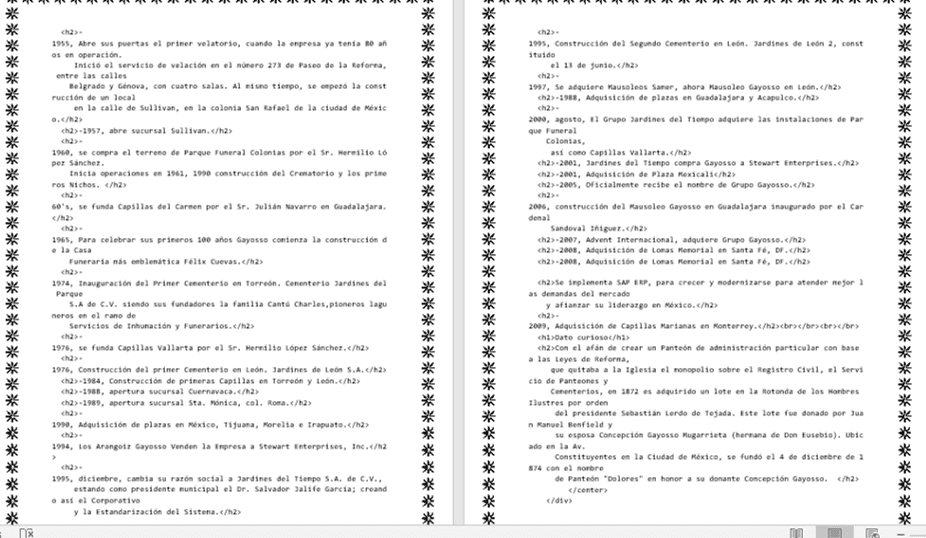 <h2>-
1955, Abre sus puertas el primer velatorio, cuando la empresa ya tenía 80 añ
os en operación.
Inició el servicio de velación en el número 273 de Paseo de la Reforma,
entre las calles
Belgrado y Génova, con cuatro salas. Al mismo tiempo, se empezó la const
rucción de un local
en la calle de Sullivan, en la colonia San Rafael de la ciudad de Méxic
o.</h2>
<h2>-1957, abre sucursal Sullivan.</h2>
<h2>-
1960, se compra el terreno de Parque Funeral Colonias por el Sr. Hermilio Ló
pez Sánchez.
Inicia operaciones en 1961, 1990 construcción del Crematorio y los prime
ros Nichos. </h2>
<h2>-
60's, se funda Capillas del Carmen por el Sr. Julián Navarro en Guadalajara.
</h2>
<h2>-
1965, Para celebrar sus primeros 100 años Gayosso comienza la construcción d
e la Casa
Funeraria más emblemática Félix Cuevas.</h2>
<h2>-
1974, Inauguración del Primer Cementerio en Torreón. Cementerio Jardines del
Parque
S.A de C.V. siendo sus fundadores la familia Cantú Charles,pioneros lagu
neros en el ramo de
Servicios de Inhumación y Funerarios.</h2>
<h2>-
1976, se funda Capillas Vallarta por el Sr. Hermilo López Sánchez.</h2>
<h2>-
1976, Construcción del primer Cementerio en León. Jardines de León S.A.</h2>
<h2>-1984, Construcción de primeras Capillas en Torreón y León.</h2>
<h2>-1988, apertura sucursal Cuernavaca.</h2>
<h2>-1989, apertura sucursal Sta. Mónica, col. Roma.</h2>
<h2>-
1990, Adquisición de plazas en México, Tijuana, Morelia e Irapuato.</h2>
<h2>-
1994, Los Arangoiz Gayosso Venden la Empresa a Stewart Enterprises, Inc.</h2
>
<h2>-
1995, diciembre, cambia su razón social a Jardines del Tiempo S.A. de C.V.,
estando como presidente municipal el Dr. Salvador Jalife García; creand
o así el Corporativo
y la Estandarización del Sistema.</h2>
<h2>-
1995, Construcción del Segundo Cementerio en León. Jardines de León 2, const
ituido
el 13 de junio.</h2>
<h2>-
1997, Se adquiere Mausoleos Samer, ahora Mausoleo Gayosso en León.</h2>
<h2>-1988, Adquisición de plazas en Guadalajara y Acapulco.</h2>
<h2>-
2000, agosto, El Grupo Jardines del Tiempo adquiere las instalaciones de Par
que Funeral
Colonias,
así como Capillas Vallarta.</h2>
<h2>-2001, Jardines del Tiempo compra Gayosso a Stewart Enterprises.</h2>
<h2>-2001, Adquisición de Plaza Mexicali</h2>
<h2>-2005, Oficialmente recibe el nombre de Grupo Gayosso.</h2>
<h2>-
2006, construcción del Mausoleo Gayosso en Guadalajara inaugurado por el Car
denal
Sandoval Iñiguez.</h2>
<h2>-2007, Advent Internacional, adquiere Grupo Gayosso.</h2>
<h2>-2008, Adquisición de Lomas Memorial en Santa Fé, DF.</h2>
<h2>-2008, Adquisición de Lomas Memorial en Santa Fé, DF.</h2>
<h2>Se implementa SAP ERP, para crecer y modernizarse para atender mejor l
as demandas del mercado
y afianzar su liderazgo en México.</h2>
<h2>-
2009, Adquisición de Capillas Marianas en Monterrey.</h2><br></br><br></br>
<h1>Dato curioso</h1>
<h2>Con el afán de crear un Panteón de administración particular con base
a las Leyes de Reforma,
que quitaba a la Iglesia el monopolio sobre el Registro Civil, el Servi
cio de Panteones y
Cementerios, en 1872 es adquirido un lote en la Rotonda de los Hombres
Ilustres por orden
del presidente Sebastián Lerdo de Tejada. Este lote fue donado por Jua
n Manuel Benfield y
su esposa Concepción Gayosso Mugarrieta (hermana de Don Eusebio). Ubic
ado en la Av.
Constituyentes en la Ciudad de México, se fundó el 4 de diciembre de 1
874 con el nombre
de Panteón "Dolores" en honor a su donante Concepción Gayosso.  </h2>
</center>
</div>